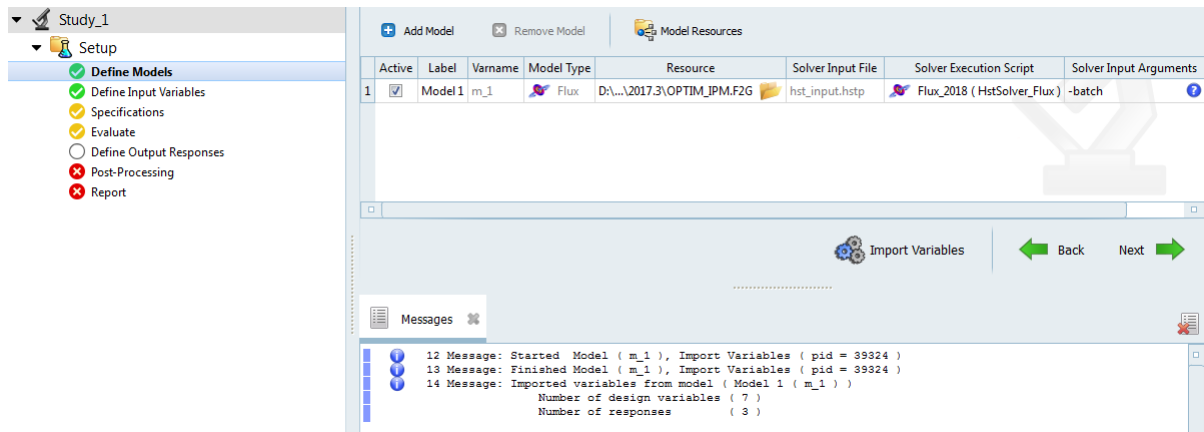 Study_1
Setup
Define Models
Define Input Variables
Specifications
Evaluate
Define Output Responses
Post-Processing
Report
Add Model Remove Model Model Resources
Active Label Varname Model Type Resource Solver Input File Solver Execution Script Solver Input Arguments
1 Model 1 m_1 Flux D:\...\2017.3\OPTIM_IPM.F2G hst_input.hstp Flux_2018 ( HstSolver_Flux ) -batch ?
Import Variables Back Next
Messages
12 Message: Started Model ( m_1 ), Import Variables ( pid = 39324 )
13 Message: Finished Model ( m_1 ), Import Variables ( pid = 39324 )
14 Message: Imported variables from model ( Model 1 ( m_1 ) )
Number of design variables ( 7 )
Number of responses ( 3 )